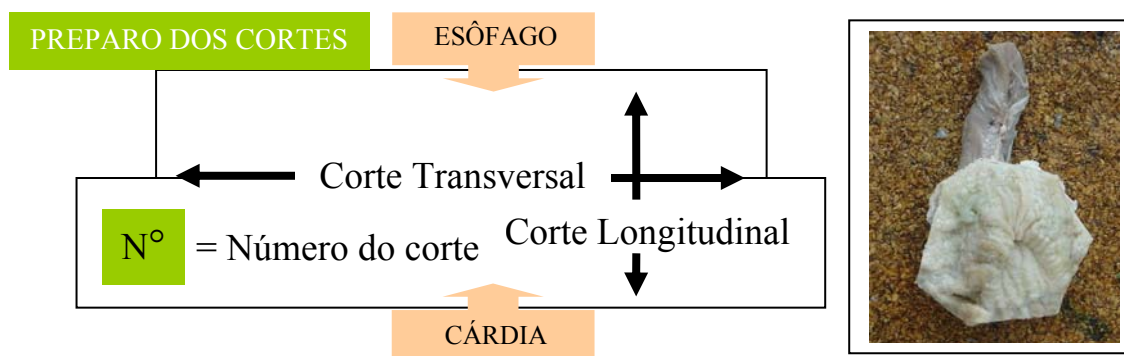 PREPARO DOS CORTES
ESÔFAGO
Corte Transversal
N° = Número do corte
Corte Longitudinal
CÁRDIA